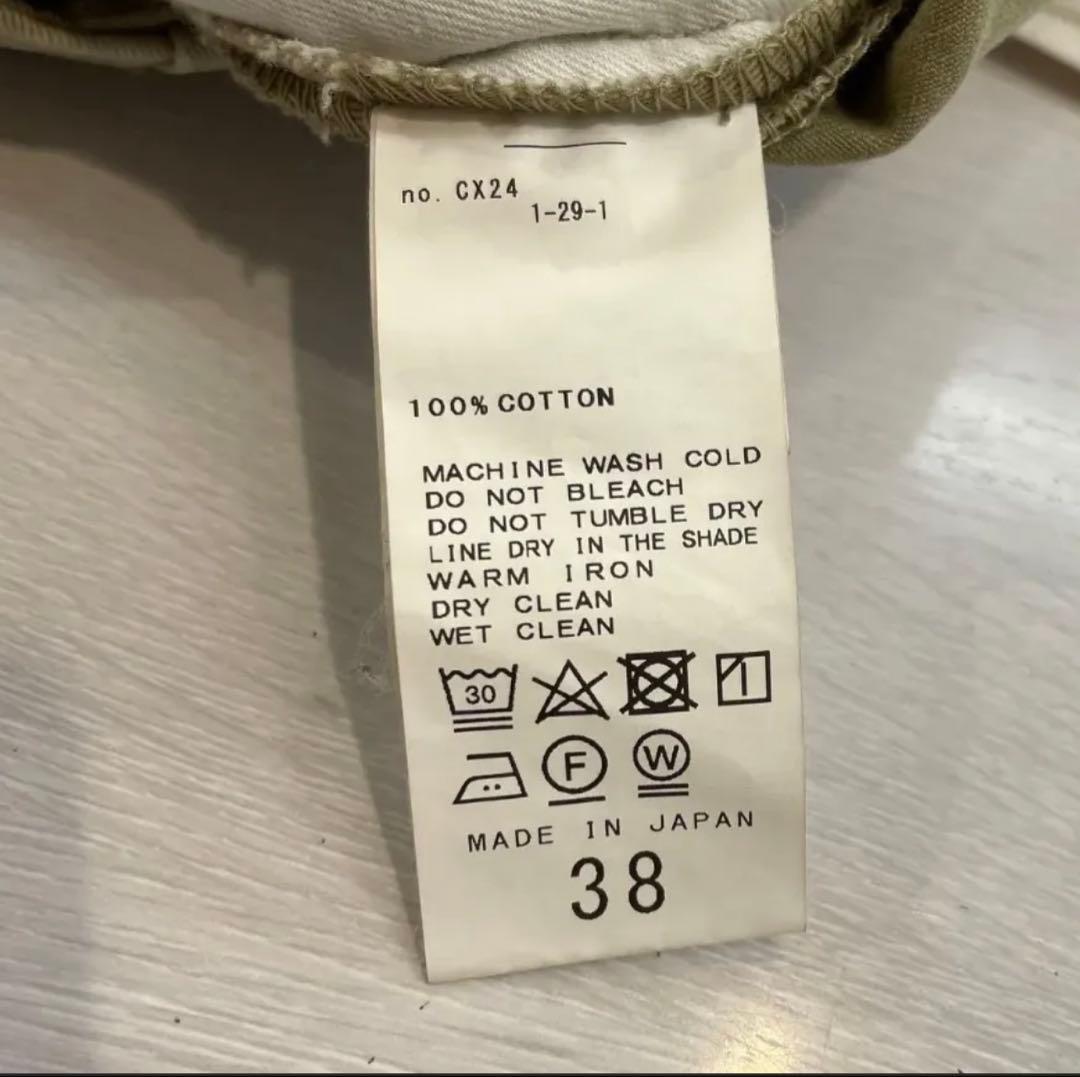 no. CX24
1-29-1
100% COTTON
MACHINE WASH COLD
DO NOT BLEACH
DO NOT TUMBLE DRY
LINE DRY IN THE SHADE
WARM IRON
DRY CLEAN
WET CLEAN
30
F W
MADE IN JAPAN
38